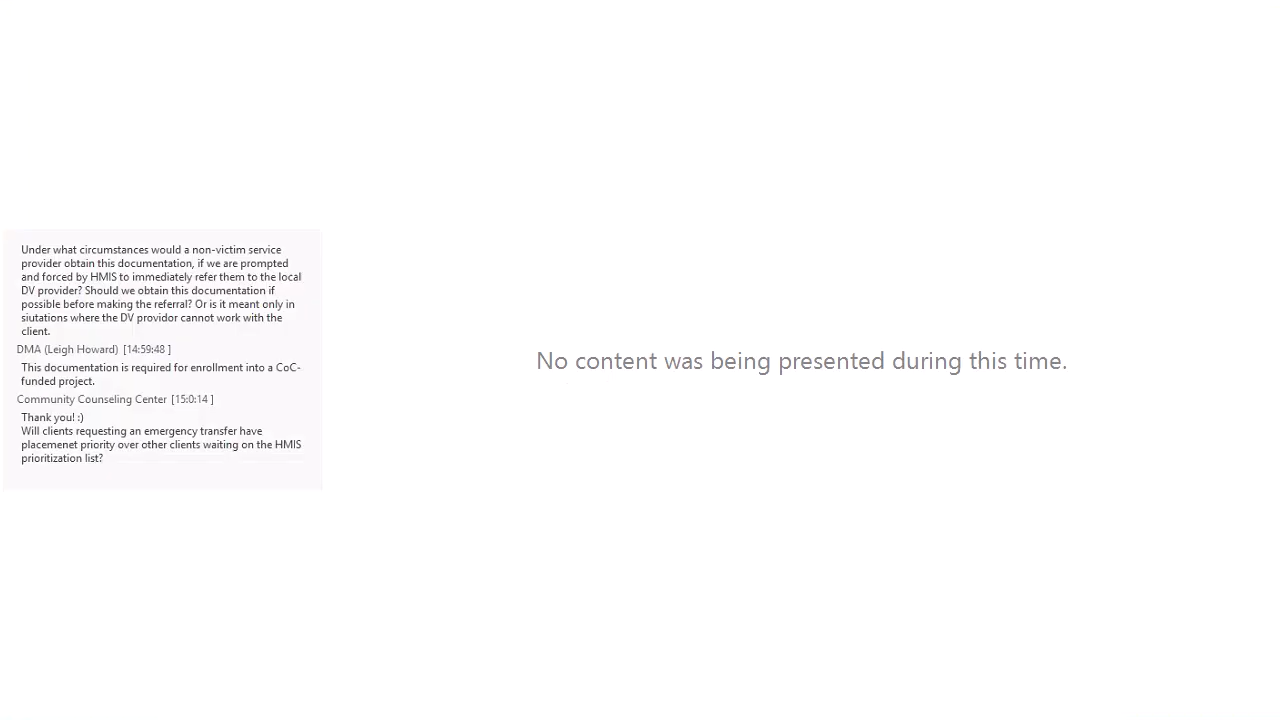 Under what circumstances would a non-victim service
provider obtain this documentation, if we are prompted
and forced by HMIS to immediately refer them to the local
DV provider? Should we obtain this documentation if
possible before making the referral? Or is it meant only in
siutations where the DV providor cannot work with the
client.
DMA (Leigh Howard) [14:59:48 ]
This documentation is required for enrollment into a CoC-
funded project.
Community Counseling Center [15:0:14 ]
Thank you! :)
Will clients requesting an emergency transfer have
placemenet priority over other clients waiting on the HMIS
prioritization list?
No content was being presented during this time.